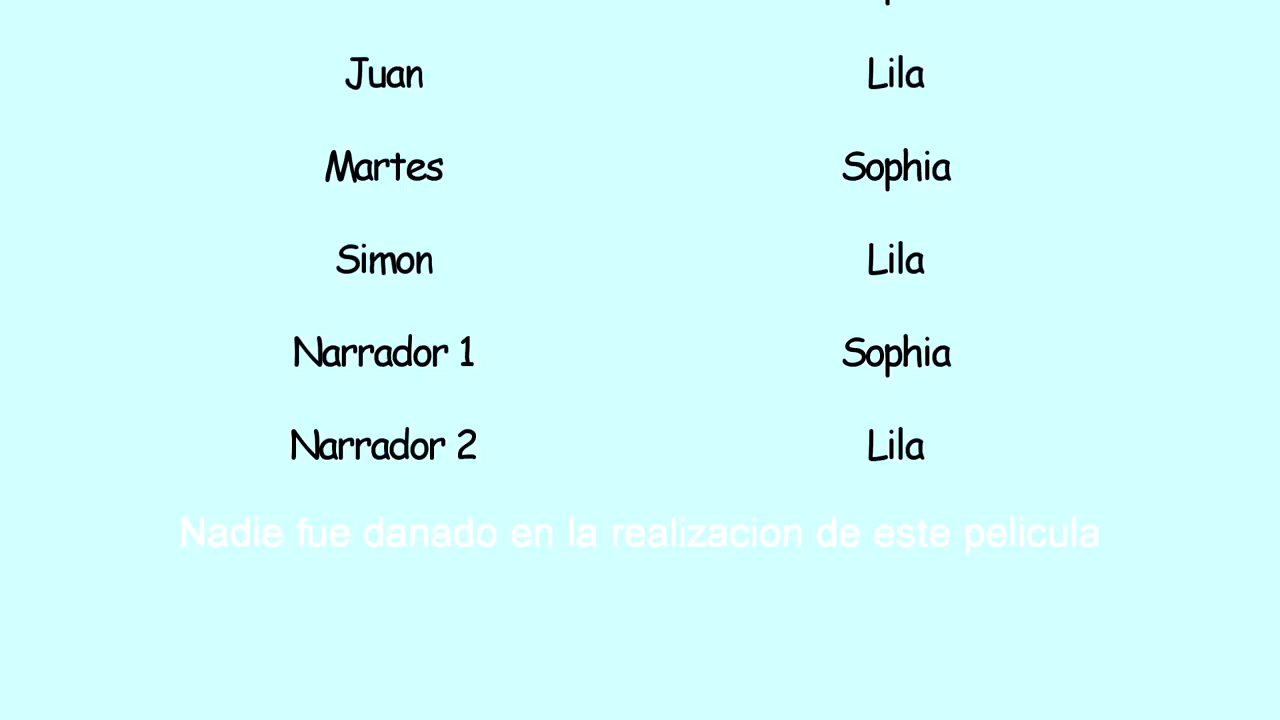 Juan Lila
Martes Sophia
Simon Lila
Narrador 1 Sophia
Narrador 2 Lila
Nadie fue danado en la realizacion de este pelicula